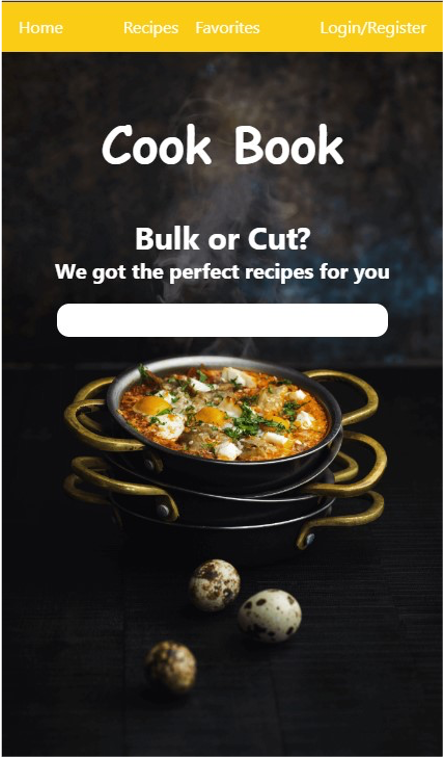 Home Recipes Favorites Login/Register
Cook Book
Bulk or Cut?
We got the perfect recipes for you